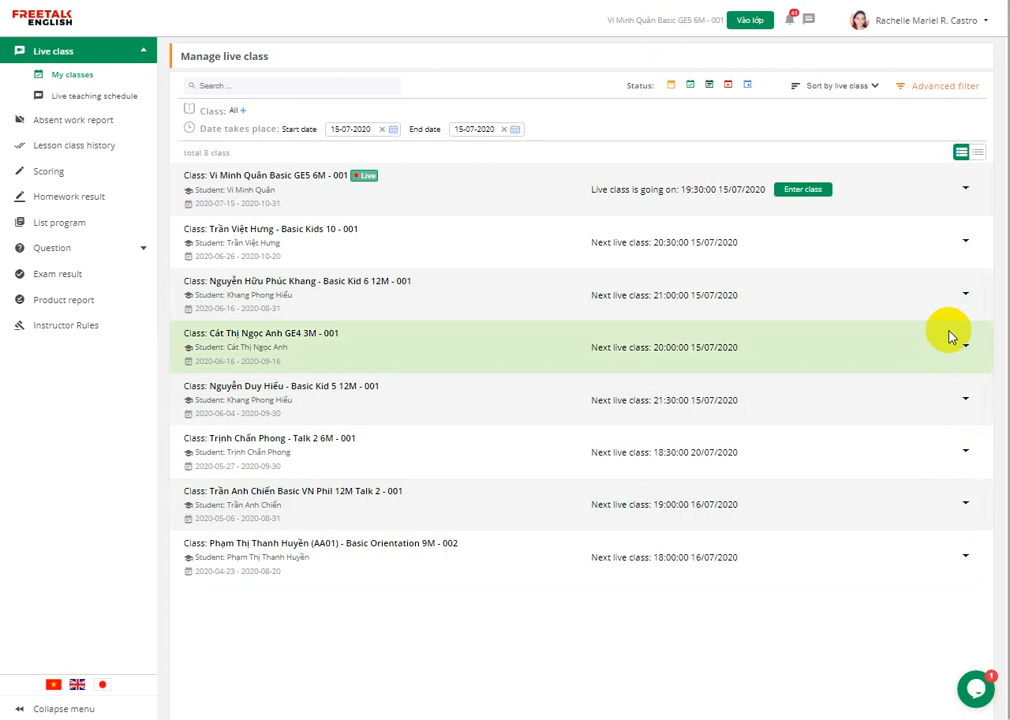 FREETALK
ENGLISH
Vi Minh Quân Basic GE5 6M - 001 Vào lớp 41 Rachelle Mariel R. Castro
Live class
My classes
Live teaching schedule
Absent work report
Lesson class history
Scoring
Homework result
List program
Question
Exam result
Product report
Instructor Rules
Collapse menu
Manage live class
Search ...
Status:
Sort by live class
Advanced filter
Class: All +
Date takes place: Start date 15-07-2020 × End date 15-07-2020 ×
total 8 class
Class: Vi Minh Quân Basic GE5 6M - 001 Live
Student: Vi Minh Quân
2020-07-15 - 2020-10-31
Live class is going on: 19:30:00 15/07/2020 Enter class
Class: Trần Việt Hưng - Basic Kids 10 - 001
Student: Trần Việt Hưng
2020-06-26 - 2020-10-20
Next live class: 20:30:00 15/07/2020
Class: Nguyễn Hữu Phúc Khang - Basic Kid 6 12M - 001
Student: Khang Phong Hiếu
2020-06-16 - 2020-08-31
Next live class: 21:00:00 15/07/2020
Class: Cát Thị Ngọc Anh GE4 3M - 001
Student: Cát Thị Ngọc Anh
2020-06-16 - 2020-09-16
Next live class: 20:00:00 15/07/2020
Class: Nguyễn Duy Hiếu - Basic Kid 5 12M - 001
Student: Khang Phong Hiếu
2020-06-04 - 2020-09-30
Next live class: 21:30:00 15/07/2020
Class: Trịnh Chấn Phong - Talk 2 6M - 001
Student: Trịnh Chấn Phong
2020-05-27 - 2020-09-30
Next live class: 18:30:00 20/07/2020
Class: Trần Anh Chiến Basic VN Phil 12M Talk 2 - 001
Student: Trần Anh Chiến
2020-05-06 - 2020-08-31
Next live class: 19:00:00 16/07/2020
Class: Phạm Thị Thanh Huyền (AA01) - Basic Orientation 9M - 002
Student: Phạm Thị Thanh Huyền
2020-04-23 - 2020-08-20
Next live class: 18:00:00 16/07/2020
1